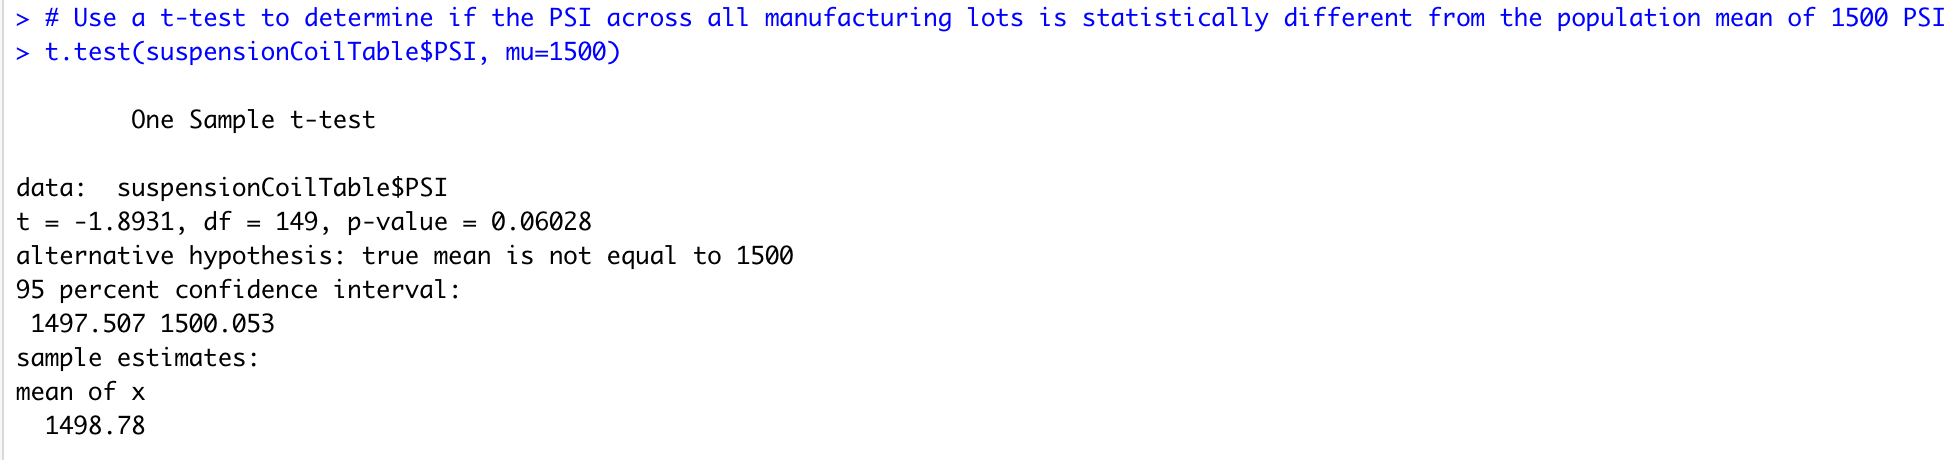 > # Use a t-test to determine if the PSI across all manufacturing lots is statistically different from the population mean of 1500 PSI
> t.test(suspensionCoilTable$PSI, mu=1500)
One Sample t-test
data:  suspensionCoilTable$PSI
t = -1.8931, df = 149, p-value = 0.06028
alternative hypothesis: true mean is not equal to 1500
95 percent confidence interval:
1497.507 1500.053
sample estimates:
mean of x
1498.78